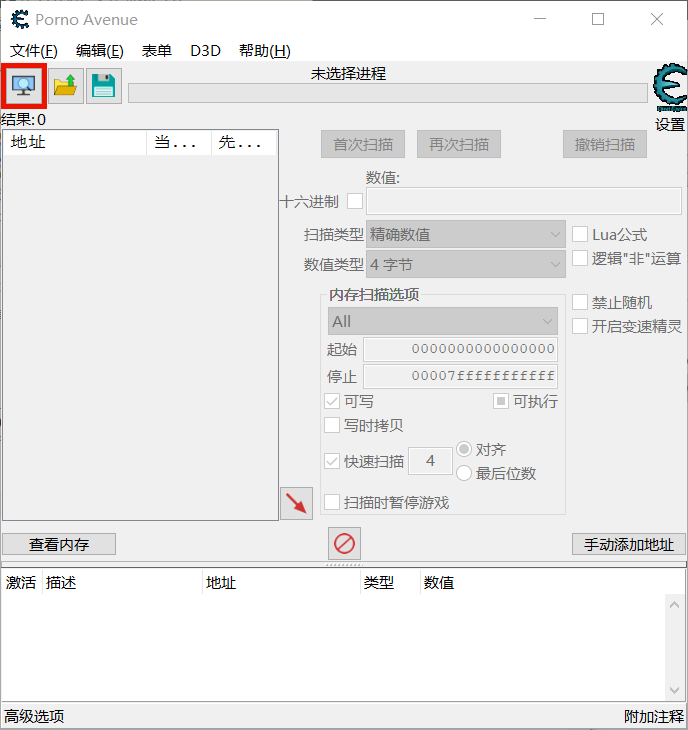 Porno Avenue
文件(F) 编辑(E) 表单 D3D 帮助(H)
未选择进程
设置
结果:0
地址 当... 先...
首次扫描 再次扫描 撤销扫描
数值:
十六进制
扫描类型 精确数值 Lua公式
数值类型 4 字节 逻辑"非"运算
内存扫描选项
All
禁止随机
开启变速精灵
起始 0000000000000000
停止 00007fffffffffff
可写 可执行
写时拷贝
快速扫描 4 对齐
最后位数
扫描时暂停游戏
查看内存 手动添加地址
激活 描述 地址 类型 数值
高级选项 附加注释